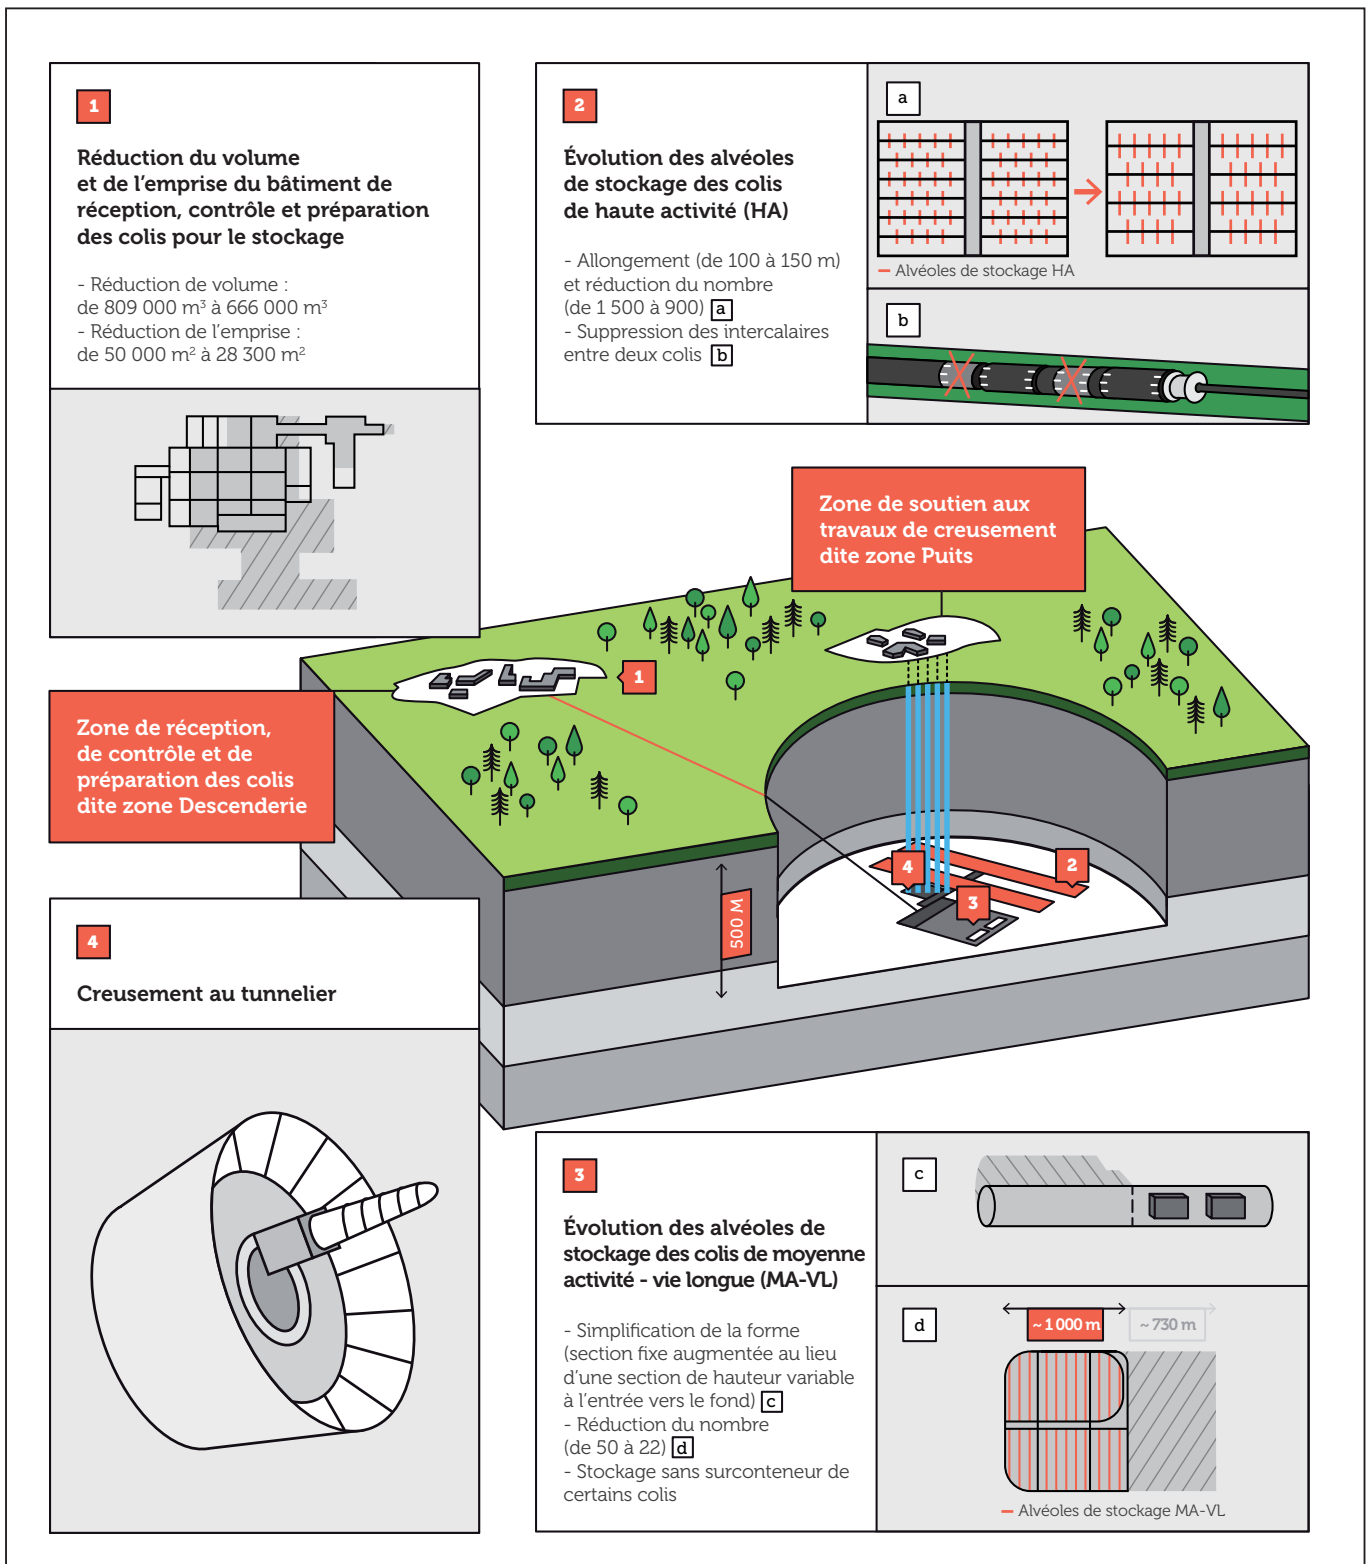 1
Réduction du volume
et de l'emprise du bâtiment de
réception, contrôle et préparation
des colis pour le stockage
- Réduction de volume :
de 809 000 m³ à 666 000 m³
- Réduction de l'emprise :
de 50 000 m² à 28 300 m²
2
Évolution des alvéoles
de stockage des colis
de haute activité (HA)
- Allongement (de 100 à 150 m)
et réduction du nombre
(de 1 500 à 900) a
- Suppression des intercalaires
entre deux colis b
a
Alvéoles de stockage HA
b
Zone de soutien aux
travaux de creusement
dite zone Puits
1
Zone de réception,
de contrôle et de
préparation des colis
dite zone Descenderie
4
2
3
500 M
4
Creusement au tunnelier
3
Évolution des alvéoles de
stockage des colis de moyenne
activité - vie longue (MA-VL)
- Simplification de la forme
(section fixe augmentée au lieu
d'une section de hauteur variable
à l'entrée vers le fond) c
- Réduction du nombre
(de 50 à 22) d
- Stockage sans surconteneur de
certains colis
c
d
~ 1 000 m
~ 730 m
Alvéoles de stockage MA-VL